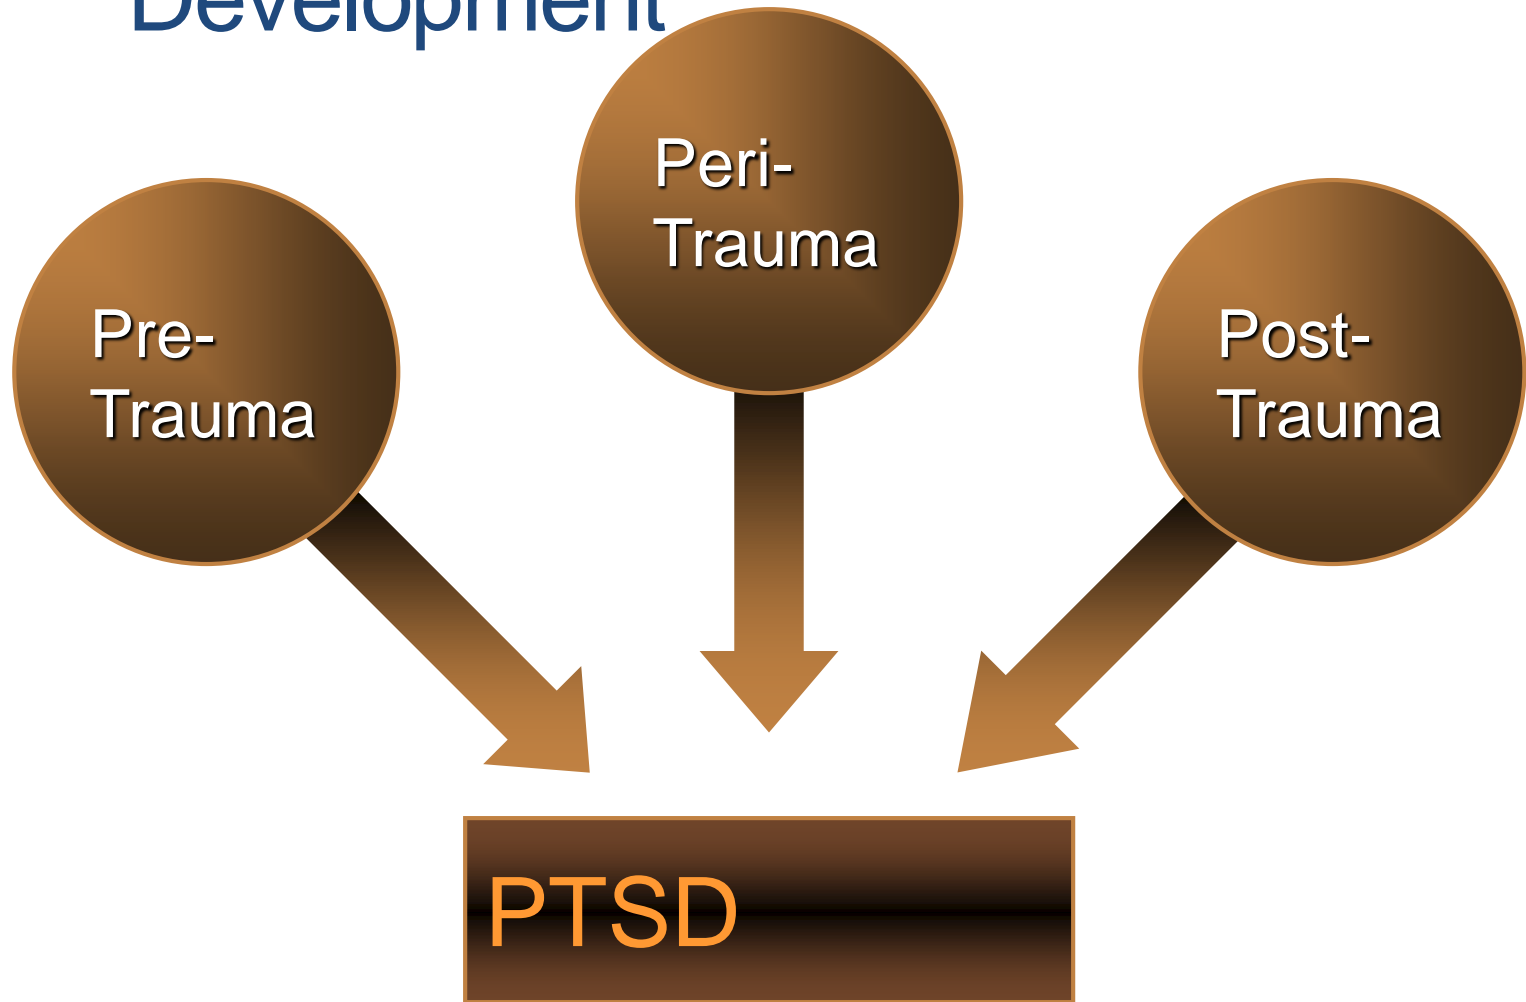 Development
Peri-
Trauma
Pre-
Trauma
Post-
Trauma
PTSD